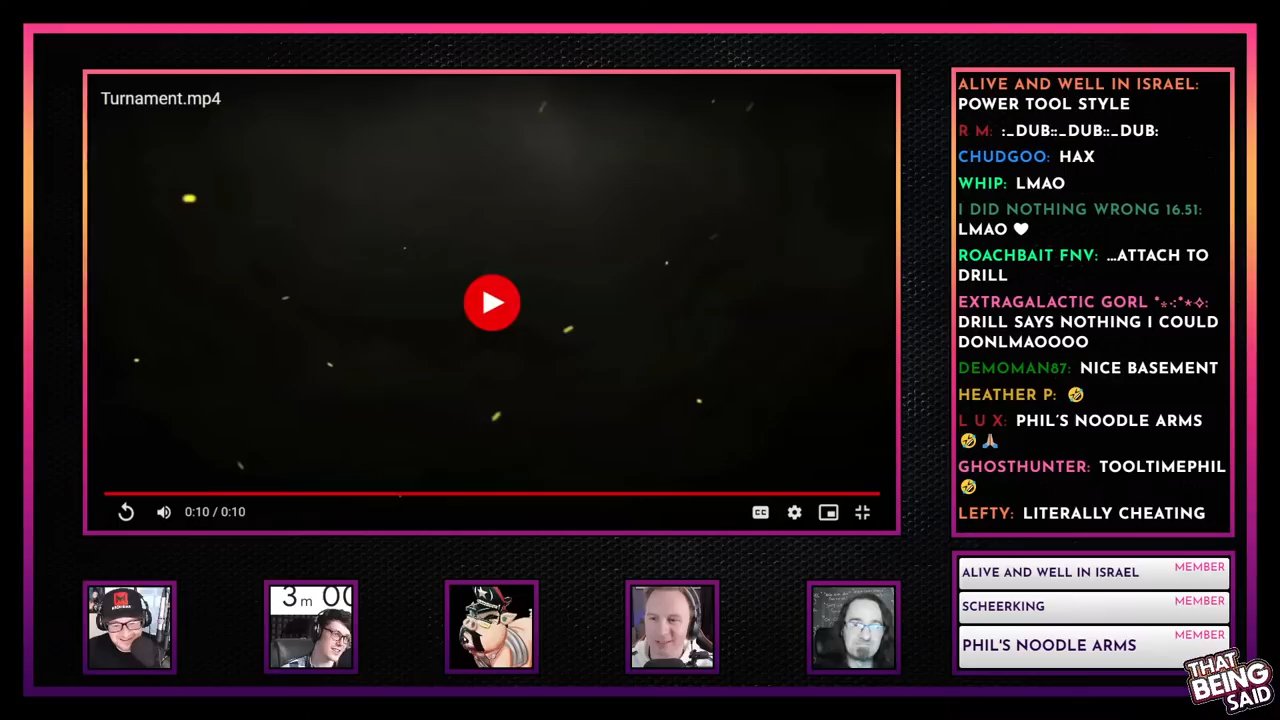 Turnament.mp4
0:10 / 0:10
CC
ALIVE AND WELL IN ISRAEL:
POWER TOOL STYLE
R M: :_DUB::_DUB::_DUB:
CHUDGOO: HAX
WHIP: LMAO
I DID NOTHING WRONG 16.51:
LMAO 🤍
ROACHBAIT FNV: ...ATTACH TO
DRILL
EXTRAGALACTIC GORL *⁎⁖*⋆✧:
DRILL SAYS NOTHING I COULD
DONLMAOOOO
DEMOMAN87: NICE BASEMENT
HEATHER P: 🤣
L U X: PHIL'S NOODLE ARMS
🤣 🙏🏼
GHOSTHUNTER: TOOLTIMEPHIL
🤣
LEFTY: LITERALLY CHEATING
ALIVE AND WELL IN ISRAEL MEMBER
SCHEERKING MEMBER
PHIL'S NOODLE ARMS MEMBER
3 m 00
THAT
BEING
SAID